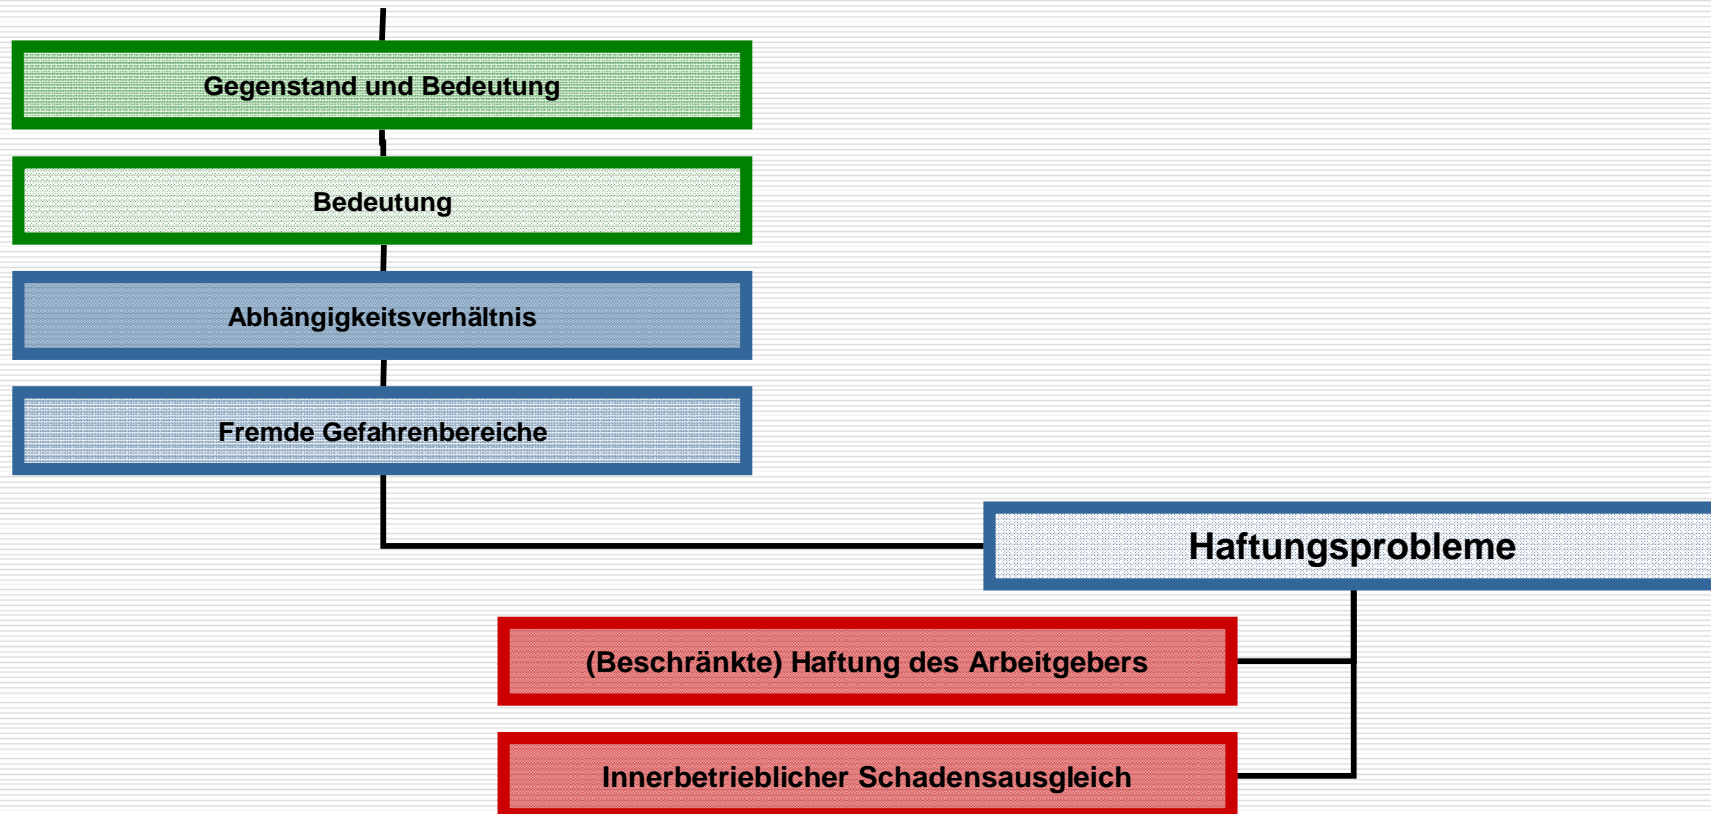 Gegenstand und Bedeutung
Bedeutung
Abhängigkeitsverhältnis
Fremde Gefahrenbereiche
Haftungsprobleme
(Beschränkte) Haftung des Arbeitgebers
Innerbetrieblicher Schadensausgleich